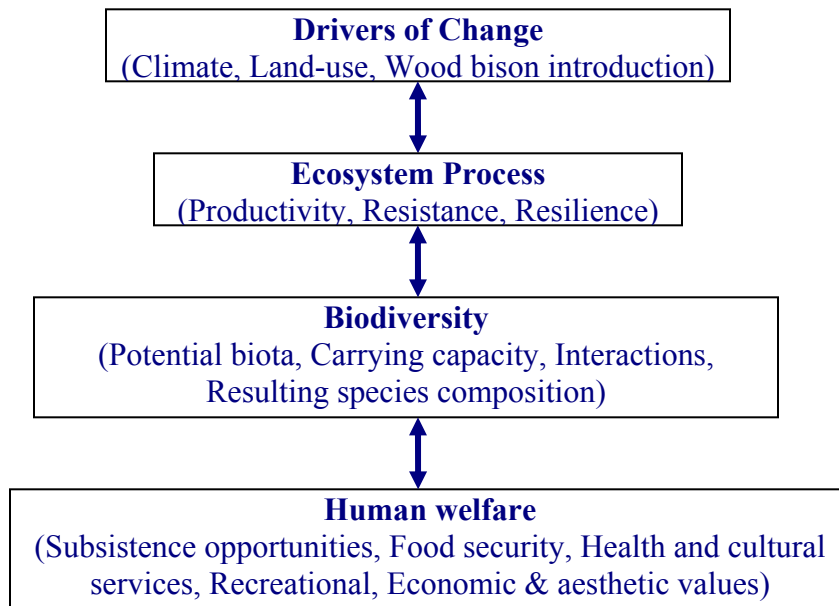 Drivers of Change
(Climate, Land-use, Wood bison introduction)
Ecosystem Process
(Productivity, Resistance, Resilience)
Biodiversity
(Potential biota, Carrying capacity, Interactions,
Resulting species composition)
Human welfare
(Subsistence opportunities, Food security, Health and cultural
services, Recreational, Economic & aesthetic values)